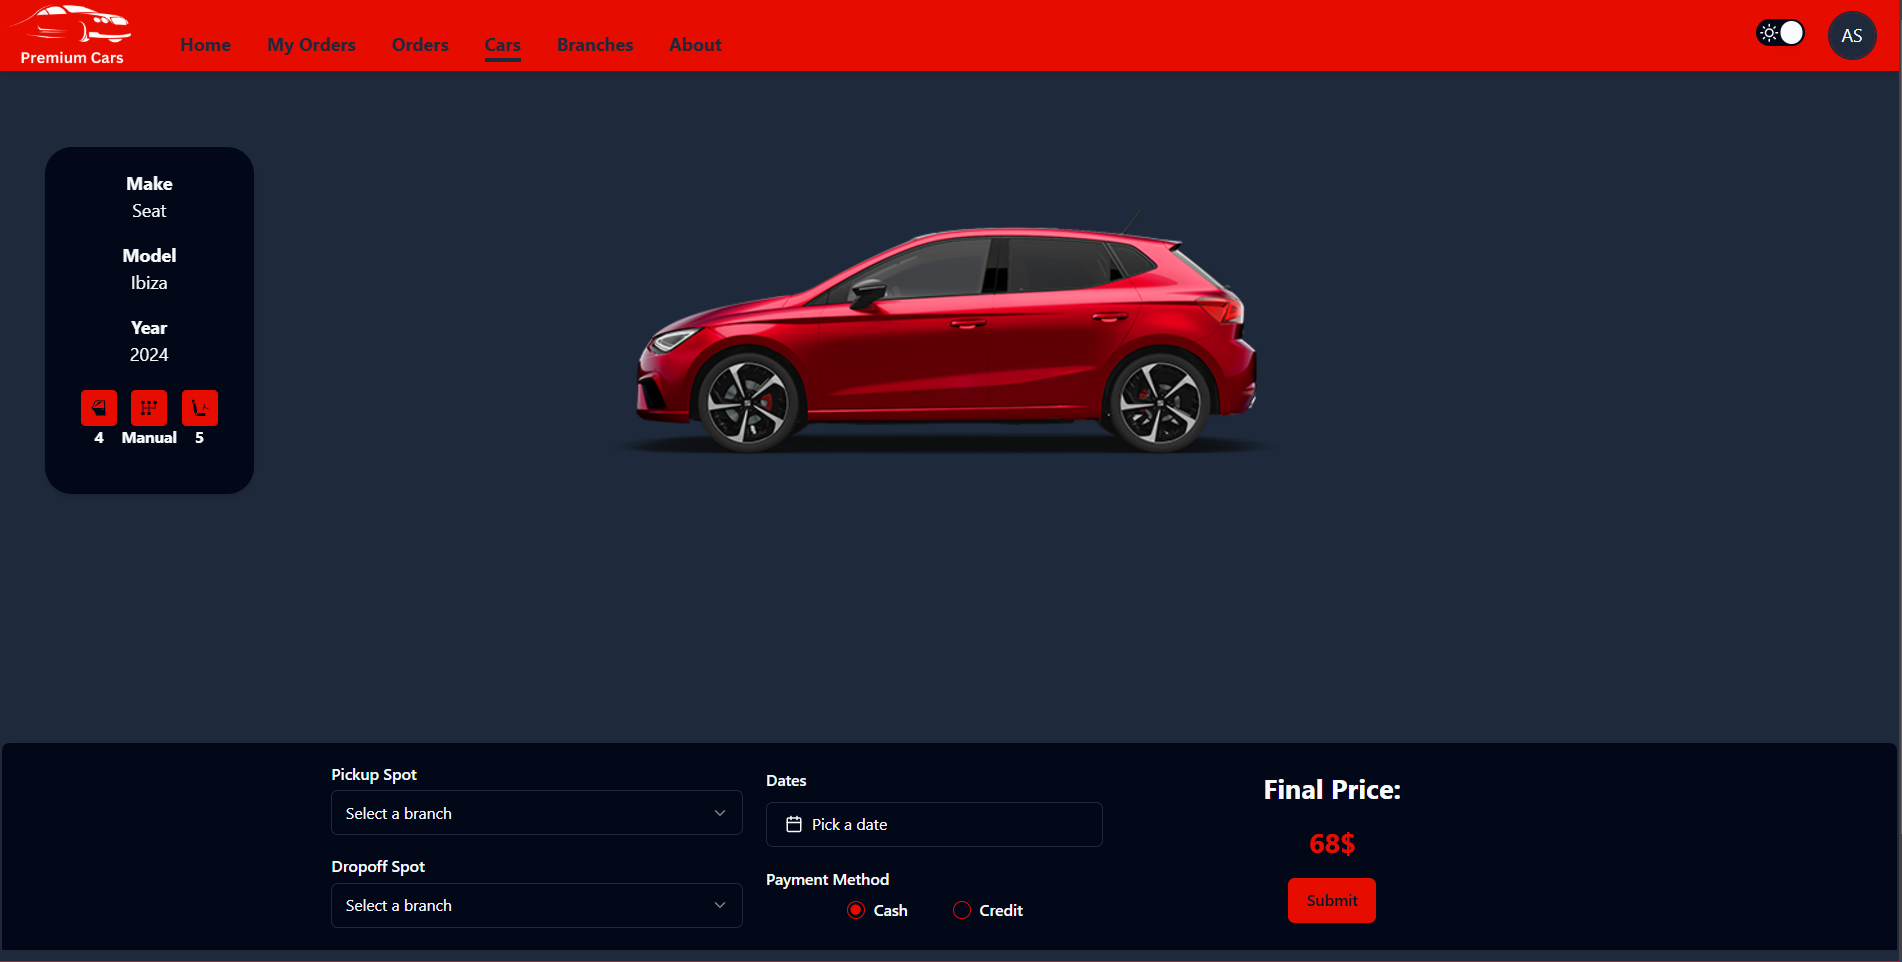 Premium Cars
Home My Orders Orders Cars Branches About
AS
Make
Seat
Model
Ibiza
Year
2024
4 Manual 5
Pickup Spot
Select a branch
Dropoff Spot
Select a branch
Dates
Pick a date
Payment Method
Cash Credit
Final Price:
68$
Submit